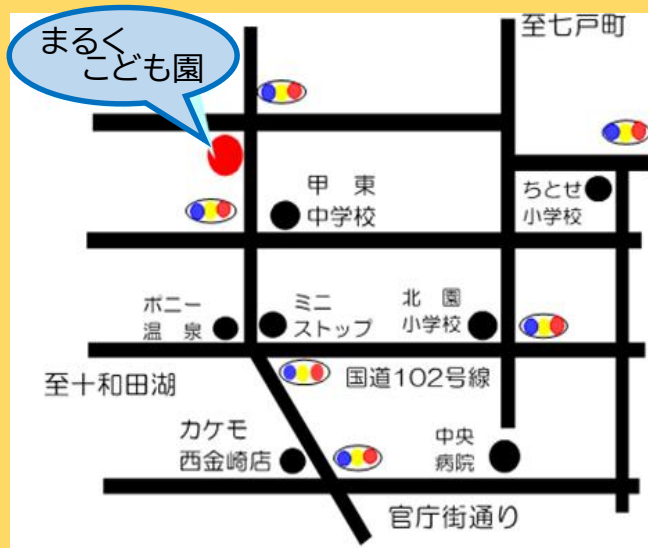 至七戸町
まるく
こども園
甲 東
中学校
ちとせ
小学校
ポニー
温 泉
ミニ
ストップ
北 園
小学校
至十和田湖
国道102号線
カケモ
西金崎店
中央
病院
官庁街通り